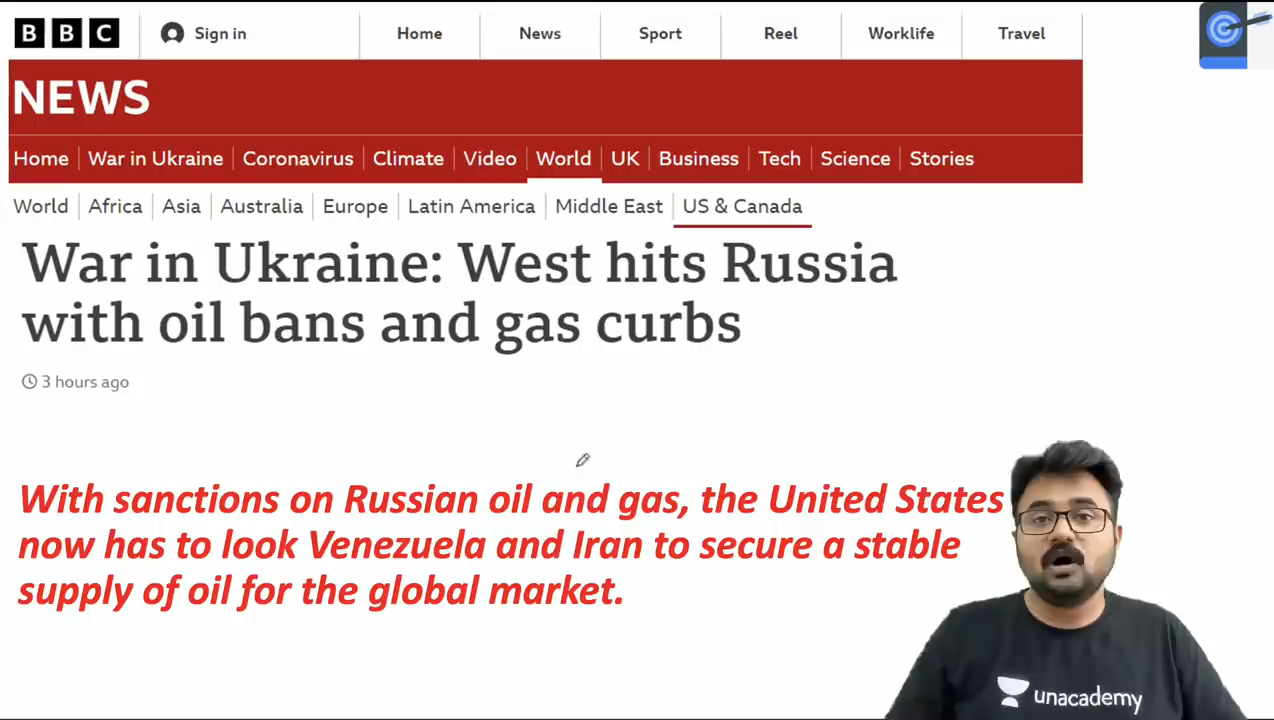 BBC Sign in Home News Sport Reel Worklife Travel
NEWS
Home War in Ukraine Coronavirus Climate Video World UK Business Tech Science Stories
World Africa Asia Australia Europe Latin America Middle East US & Canada
War in Ukraine: West hits Russia
with oil bans and gas curbs
3 hours ago
With sanctions on Russian oil and gas, the United States
now has to look Venezuela and Iran to secure a stable
supply of oil for the global market.
unacademy